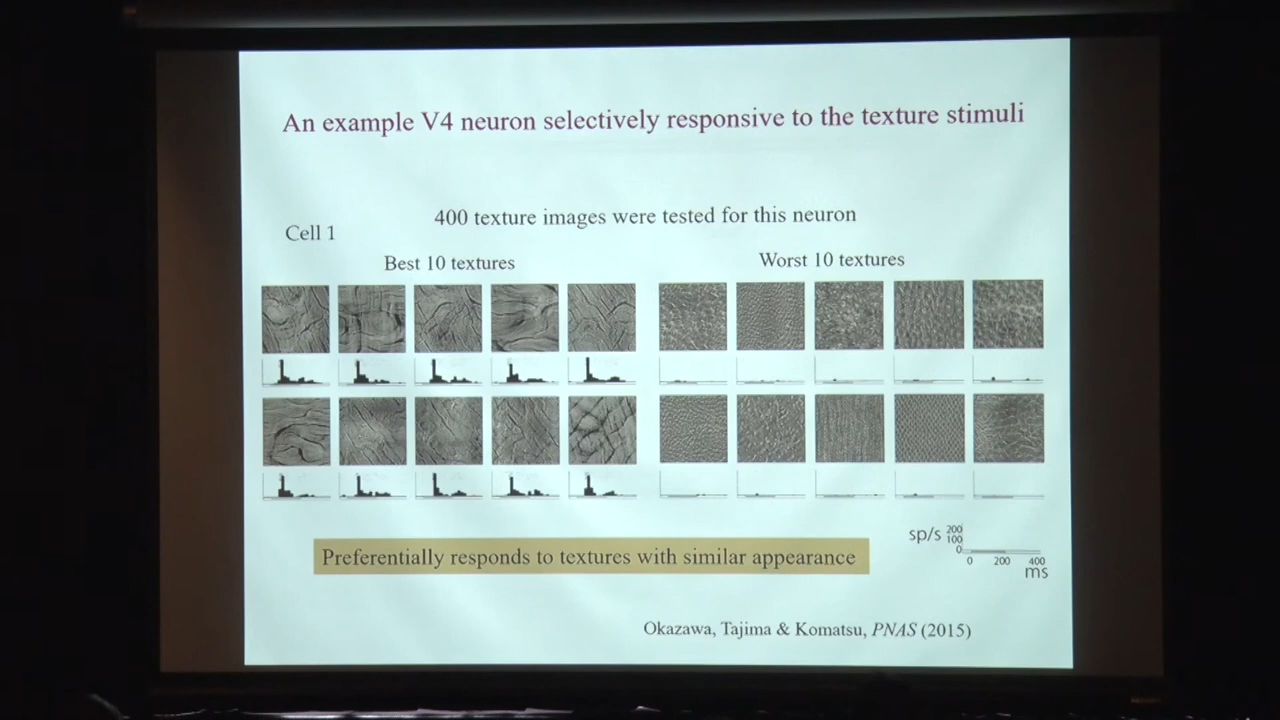 An example V4 neuron selectively responsive to the texture stimuli
400 texture images were tested for this neuron
Cell 1
Best 10 textures
Worst 10 textures
Preferentially responds to textures with similar appearance
sp/s
200
100
0
0 200 400
ms
Okazawa, Tajima & Komatsu, PNAS (2015)